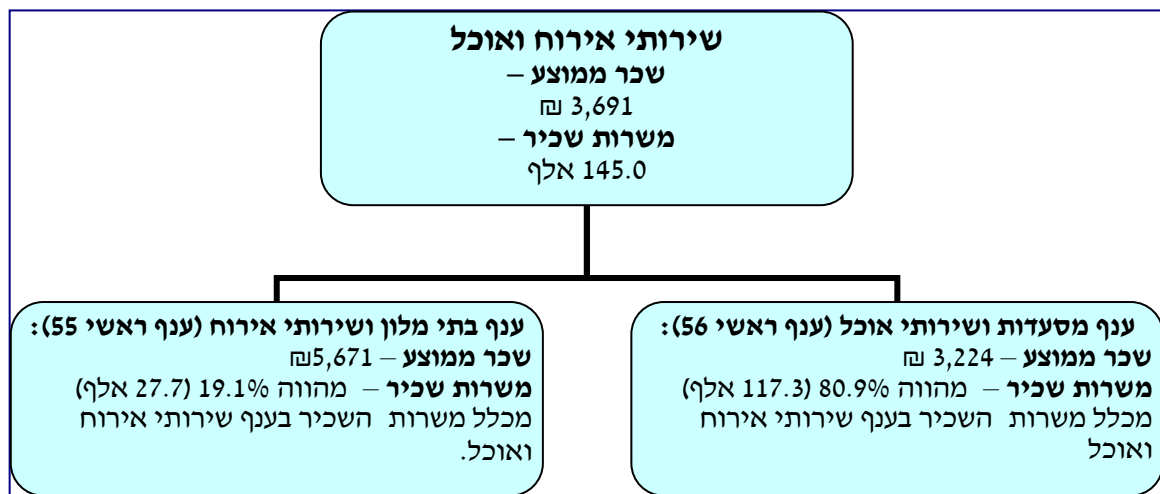 שירותי אירוח ואוכל
שכר ממוצע –
3,691 ₪
משרות שכיר –
145.0 אלף
ענף מסעדות ושירותי אוכל (ענף ראשי 56):
שכר ממוצע – 3,224 ₪
משרות שכיר – מהווה 80.9% (117.3 אלף)
מכלל משרות השכיר בענף שירותי אירוח
ואוכל
ענף בתי מלון ושירותי אירוח (ענף ראשי 55):
שכר ממוצע – 5,671₪
משרות שכיר – מהווה 19.1% (27.7 אלף)
מכלל משרות השכיר בענף שירותי אירוח
ואוכל.